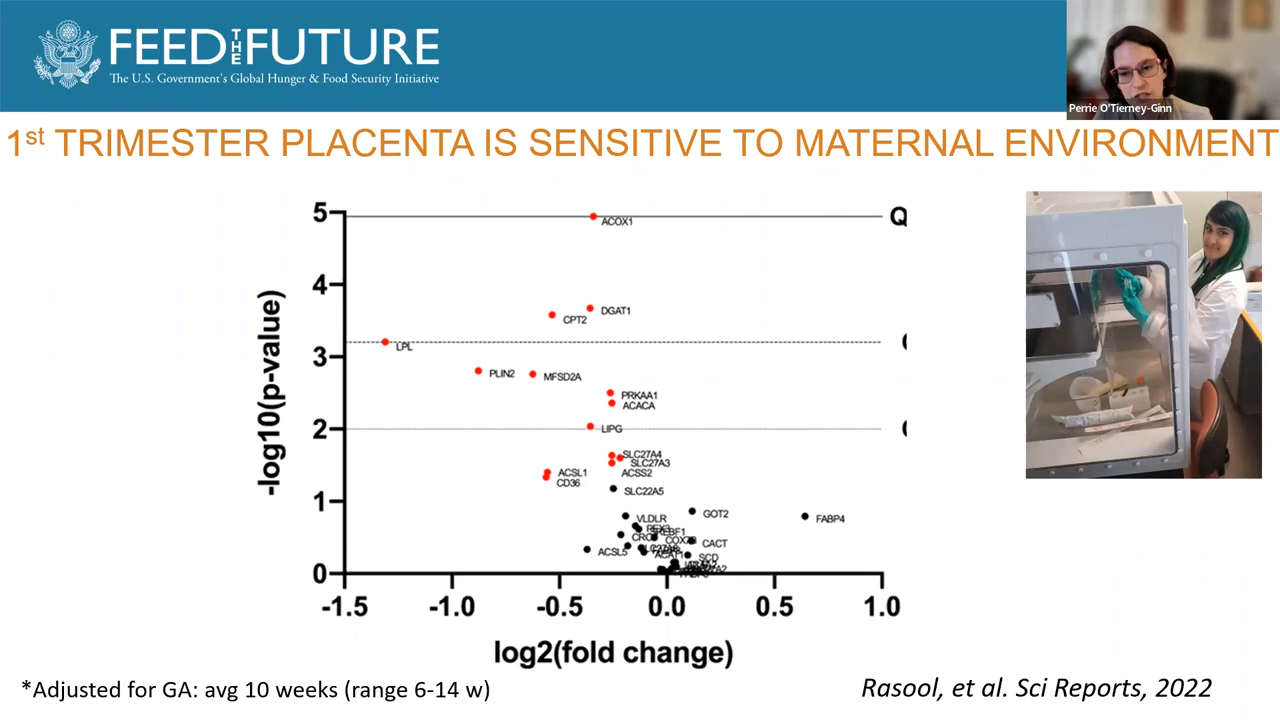 FEED THE FUTURE
The U.S. Government's Global Hunger & Food Security Initiative
Perrie O'Tierney-Ginn
1st TRIMESTER PLACENTA IS SENSITIVE TO MATERNAL ENVIRONMENT
-log10(p-value)
5
4
3
2
1
0
Q
ACOX1
DGAT1
CPT2
LPL
PLIN2
MFSD2A
PRKAA1
ACACA
LIPG
SLC27A4
SLC27A3
ACSL1
ACSS2
CD36
SLC22A5
GOT2
FABP4
VLDLR
CACT
ACSL5
ACAT1
SCD
-1.5
-1.0
-0.5
0.0
0.5
1.0
log2(fold change)
*Adjusted for GA: avg 10 weeks (range 6-14 w)
Rasool, et al. Sci Reports, 2022